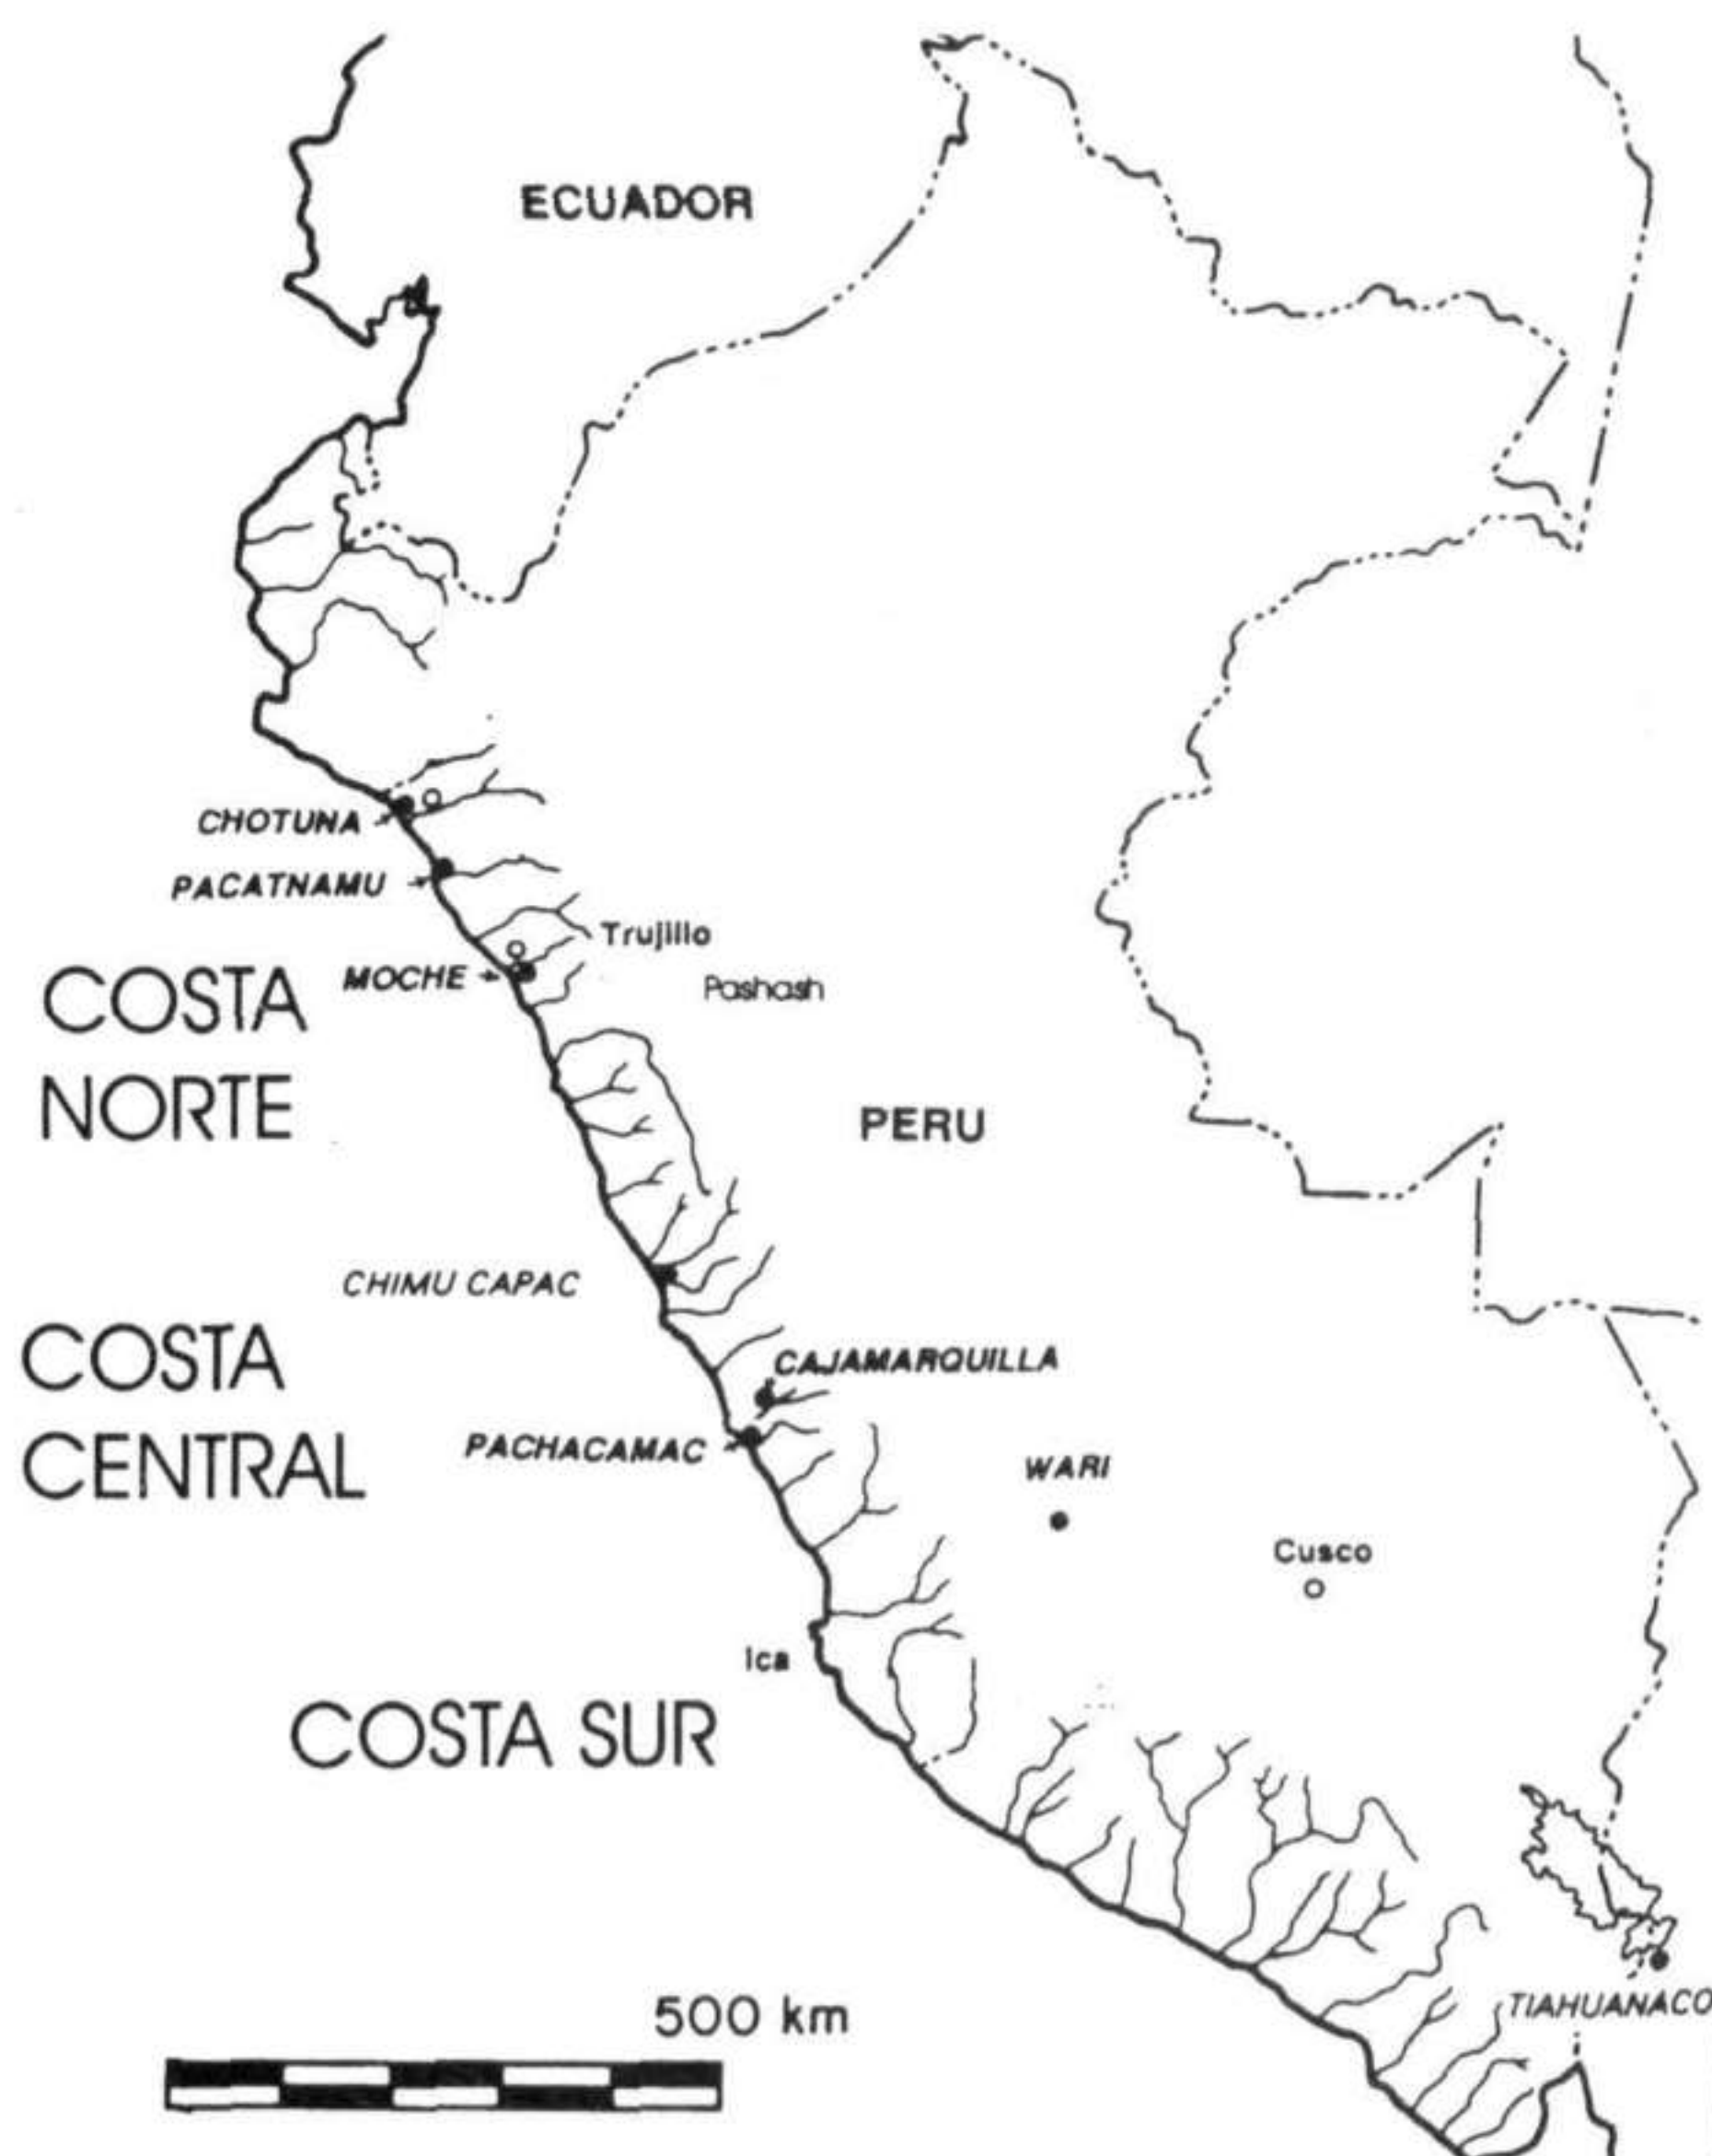 ECUADOR
CHOTUNA
PACATNAMU
Trujillo
MOCHE
Pashash
COSTA
NORTE
PERU
CHIMU CAPAC
COSTA
CENTRAL
CAJAMARQUILLA
PACHACAMAC
WARI
Cusco
Ica
COSTA SUR
TIAHUANACO
500 km